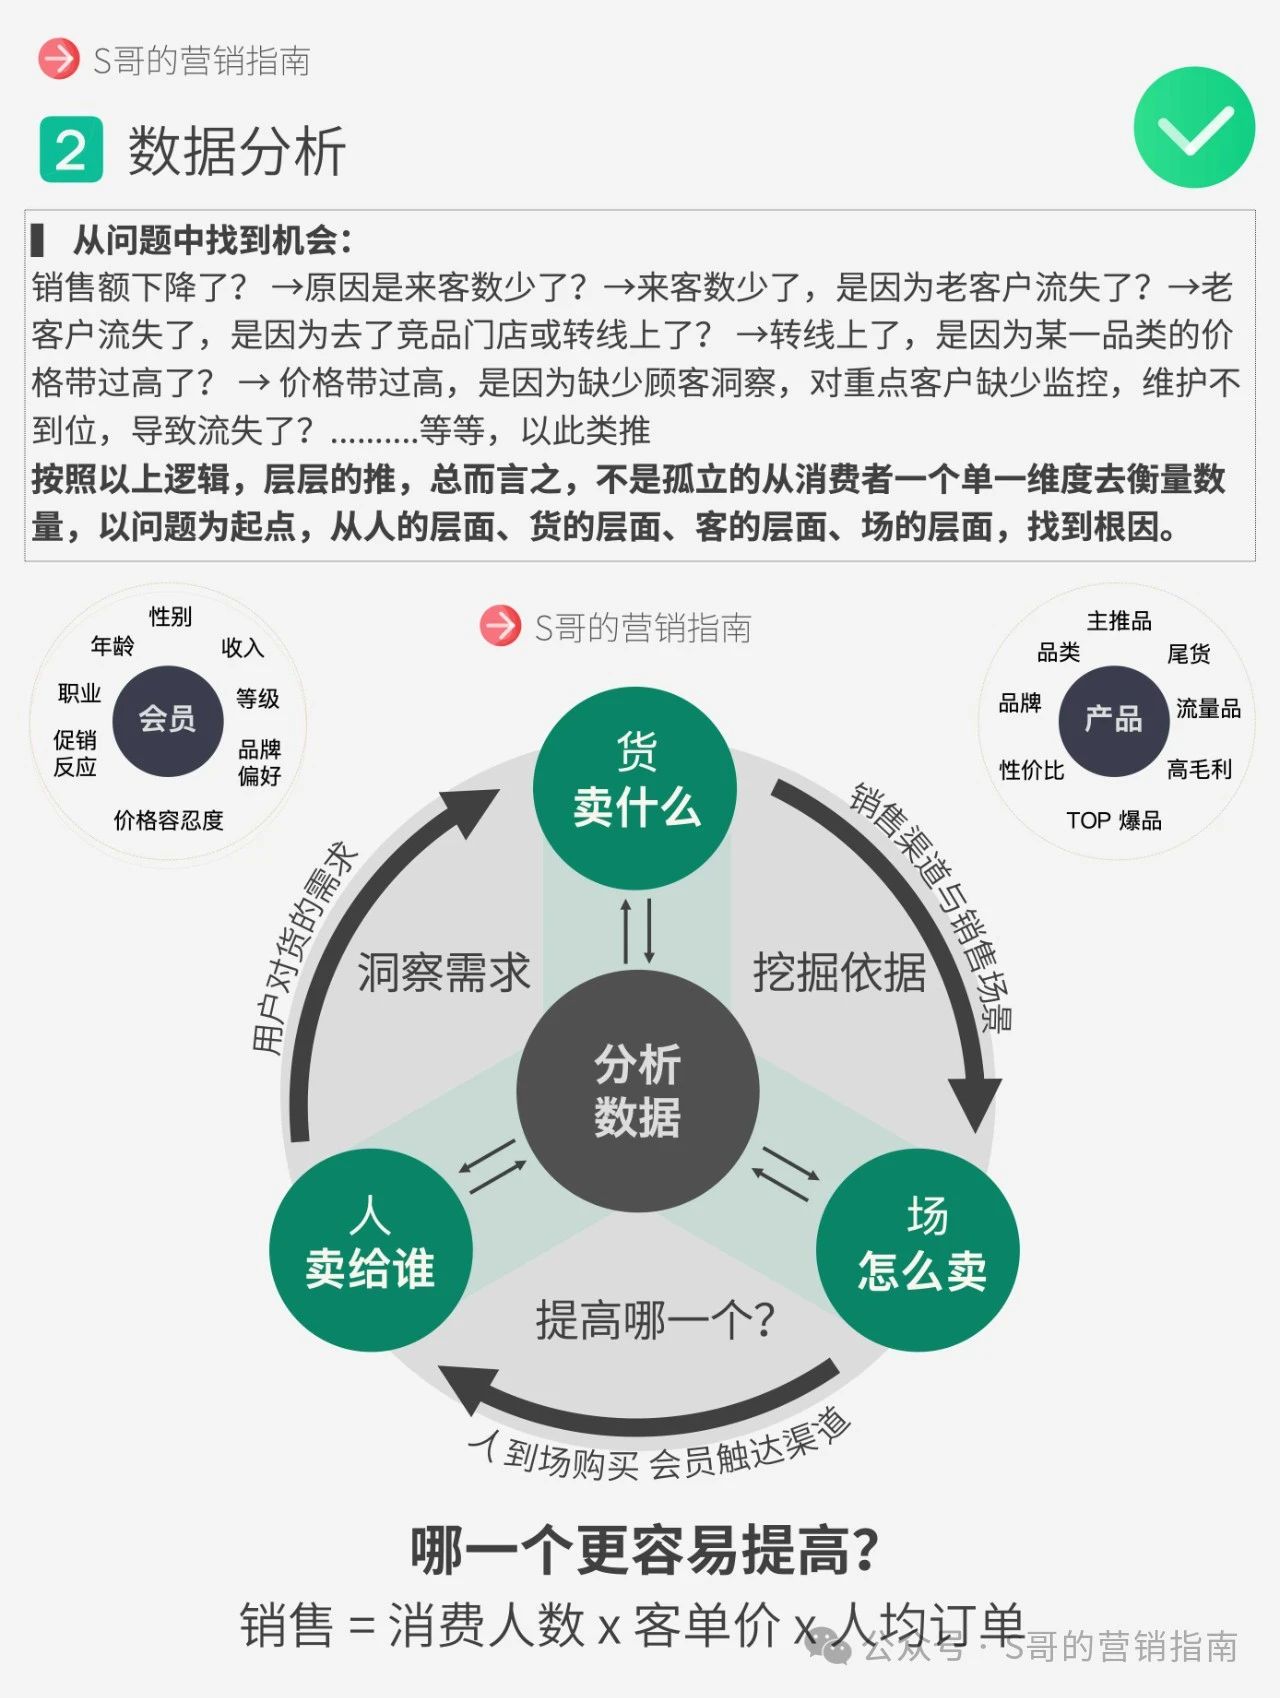 S哥的营销指南
2 数据分析
从问题中找到机会：
销售额下降了？ →原因是来客数少了？→来客数少了，是因为老客户流失了？→老
客户流失了，是因为去了竞品门店或转线上了？ →转线上了，是因为某一品类的价
格带过高了？ → 价格带过高，是因为缺少顾客洞察，对重点客户缺少监控，维护不
到位，导致流失了？..........等等，以此类推
按照以上逻辑，层层的推，总而言之，不是孤立的从消费者一个单一维度去衡量数
量，以问题为起点，从人的层面、货的层面、客的层面、场的层面，找到根因。
性别
年龄
收入
职业
会员
等级
促销
反应
品牌
偏好
价格容忍度
S哥的营销指南
主推品
品类
尾货
品牌
产品
流量品
性价比
高毛利
TOP 爆品
货
卖什么
用户对货的需求
销售渠道与销售场景
洞察需求
挖掘依据
分析
数据
人
卖给谁
场
怎么卖
提高哪一个？
人到场购买 会员触达渠道
哪一个更容易提高？
销售 = 消费人数 x 客单价 x 人均订单
公众号 · S哥的营销指南